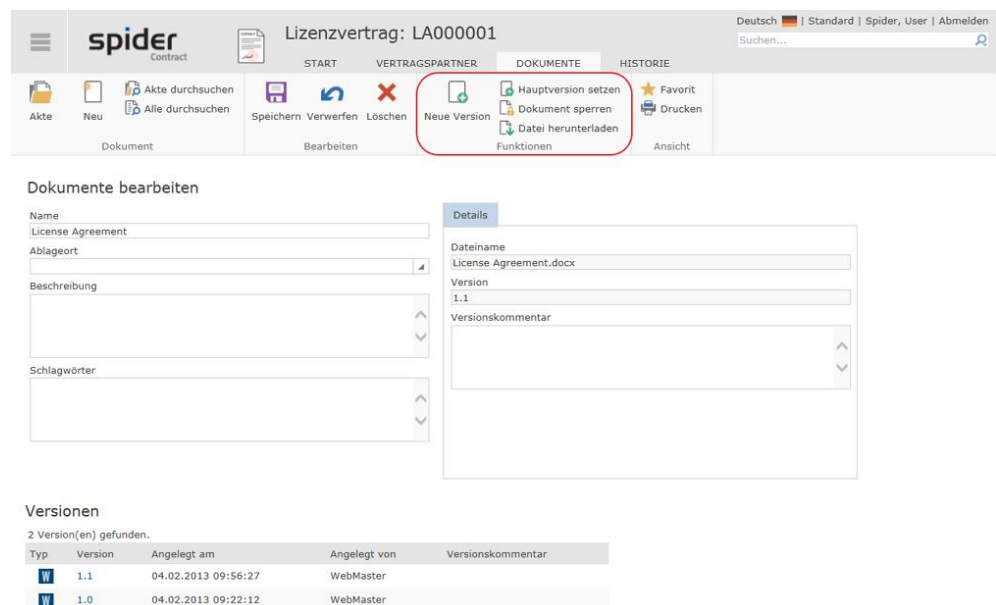 Deutsch | Standard | Spider, User | Abmelden
spider
Contract
Lizenzvertrag: LA000001
Suchen...
START VERTRAGSPARTNER DOKUMENTE HISTORIE
Akte
Neu
Akte durchsuchen
Alle durchsuchen
Dokument
Speichern Verwerfen Löschen
Bearbeiten
Neue Version
Hauptversion setzen
Dokument sperren
Datei herunterladen
Funktionen
Favorit
Drucken
Ansicht
Dokumente bearbeiten
Name
License Agreement
Ablageort
Beschreibung
Schlagwörter
Details
Dateiname
License Agreement.docx
Version
1.1
Versionskommentar
Versionen
2 Version(en) gefunden.
Typ Version Angelegt am Angelegt von Versionskommentar
W 1.1 04.02.2013 09:56:27 WebMaster
W 1.0 04.02.2013 09:22:12 WebMaster